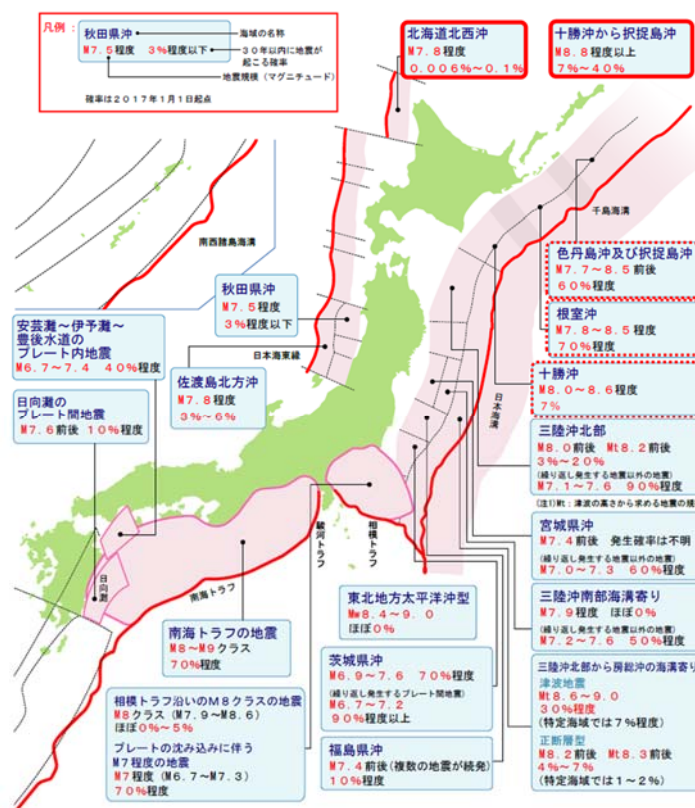 凡例：
秋田県沖
M7.5程度　3%程度以下
海域の名称
３０年以内に地震が
起こる確率
地震規模（マグニチュード）
確率は２０１７年１月１日起点
北海道北西沖
M7.8程度
0.006%～0.1%
十勝沖から択捉島沖
M8.8程度以上
7%～40%
南西諸島海溝
千島海溝
色丹島沖及び択捉島沖
M7.7～8.5前後
60%程度
秋田県沖
M7.5程度
3%程度以下
安芸灘～伊予灘～
豊後水道の
プレート内地震
M6.7～7.4　40%程度
根室沖
M7.8～8.5程度
70%程度
日本海東縁
佐渡島北方沖
M7.8程度
3%～6%
十勝沖
M8.0～8.6程度
7%
日本海溝
日向灘の
プレート間地震
M7.6前後　10%程度
三陸沖北部
M8.0前後　Mt8.2前後
3%～20%
(繰り返し発生する地震以外の地震)
M7.1～7.6　90%程度
(注1)Mt：津波の高さから求める地震の規
宮城県沖
M7.4前後　発生確率は不明
(繰り返し発生する地震以外の地震)
M7.0～7.3　60%程度
駿河トラフ
相模トラフ
日向灘
南海トラフ
東北地方太平洋沖型
Mw8.4～9.0
ほぼ0%
三陸沖南部海溝寄り
M7.9程度　ほぼ0%
(繰り返し発生する地震以外の地震)
M7.2～7.6　50%程度
南海トラフの地震
M8～M9クラス
70%程度
茨城県沖
M6.9～7.6　70%程度
(繰り返し発生するプレート間地震)
M6.7～7.2
90%程度以上
三陸沖北部から房総沖の海溝寄り
津波地震
Mt8.6～9.0
30%程度
(特定海域では7%程度)
正断層型
M8.2前後　Mt8.3前後
4%～7%
(特定海域では1～2%)
相模トラフ沿いのM8クラスの地震
M8クラス（M7.9～M8.6）
ほぼ0%～5%
プレートの沈み込みに伴う
M7程度の地震
M7程度（M6.7～M7.3）
70%程度
福島県沖
M7.4前後(複数の地震が続発)
10%程度